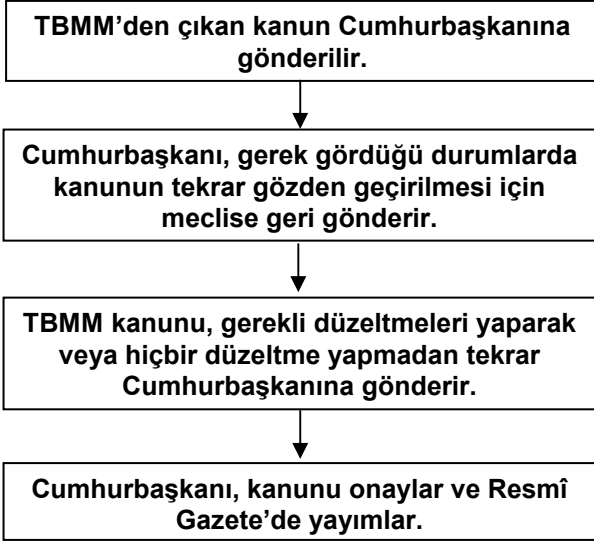 TBMM'den çıkan kanun Cumhurbaşkanına
gönderilir.
Cumhurbaşkanı, gerek gördüğü durumlarda
kanunun tekrar gözden geçirilmesi için
meclise geri gönderir.
TBMM kanunu, gerekli düzeltmeleri yaparak
veya hiçbir düzeltme yapmadan tekrar
Cumhurbaşkanına gönderir.
Cumhurbaşkanı, kanunu onaylar ve Resmî
Gazete'de yayımlar.